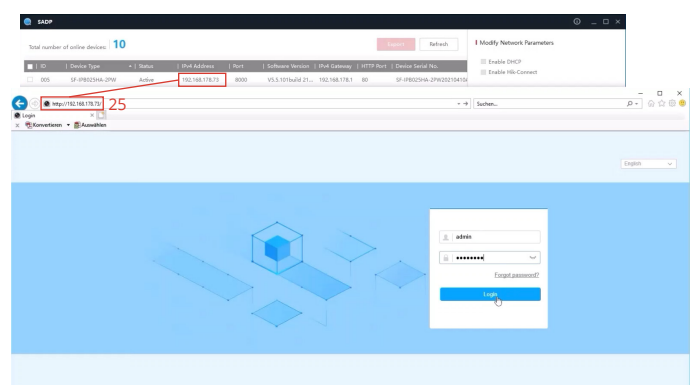 SADP
Total number of online devices: 10
Export
Refresh
Modify Network Parameters
Enable DHCP
Enable Hik-Connect
ID | Device Type | Status | IPv4 Address | Port | Software Version | IPv4 Gateway | HTTP Port | Device Serial No.
005 SF-IPB025HA-2PW Active 192.168.178.73 8000 V5.5.101build 21... 192.168.178.1 80 SF-IPB025HA-2PW20210410
http://192.168.178.73/ 25
Suchen...
Login
Konvertieren
Auswählen
English
admin
Forgot password?
Login